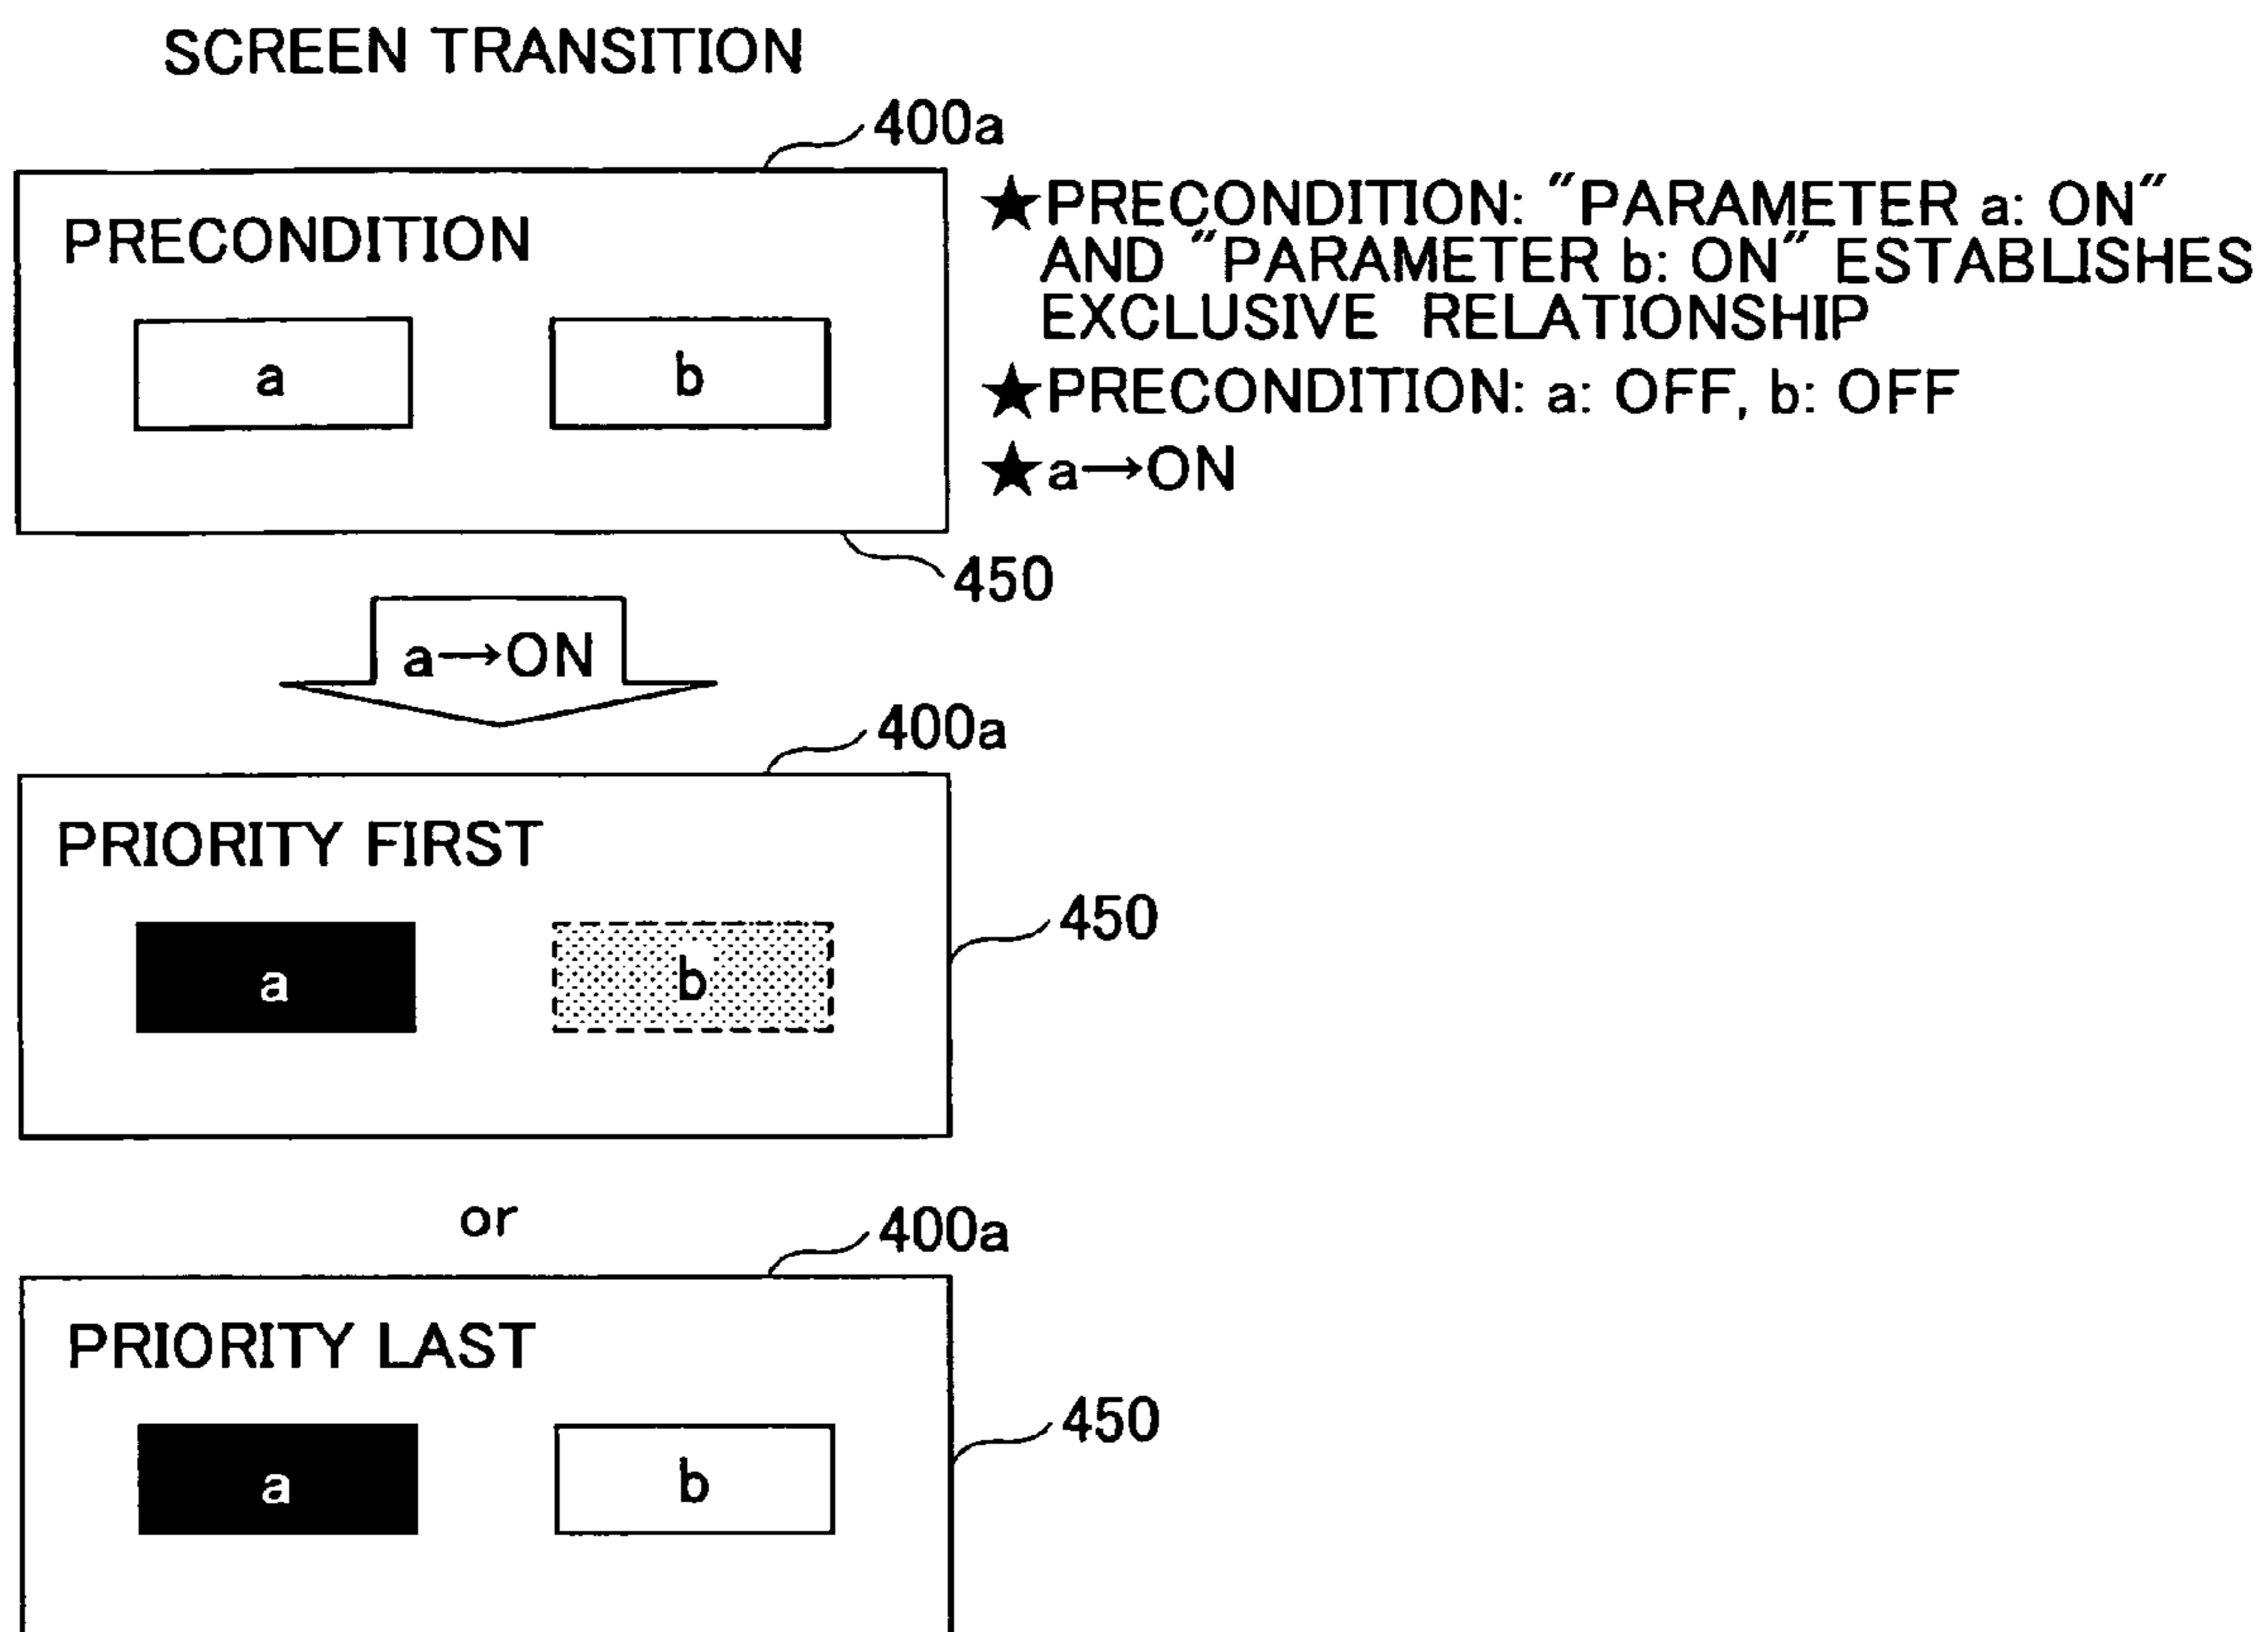 SCREEN TRANSITION
400a
PRECONDITION
a
b
★PRECONDITION: "PARAMETER a: ON"
AND "PARAMETER b: ON" ESTABLISHES
EXCLUSIVE RELATIONSHIP
★PRECONDITION: a: OFF, b: OFF
★a→ON
450
a→ON
400a
PRIORITY FIRST
a
b
450
or
400a
PRIORITY LAST
a
b
450